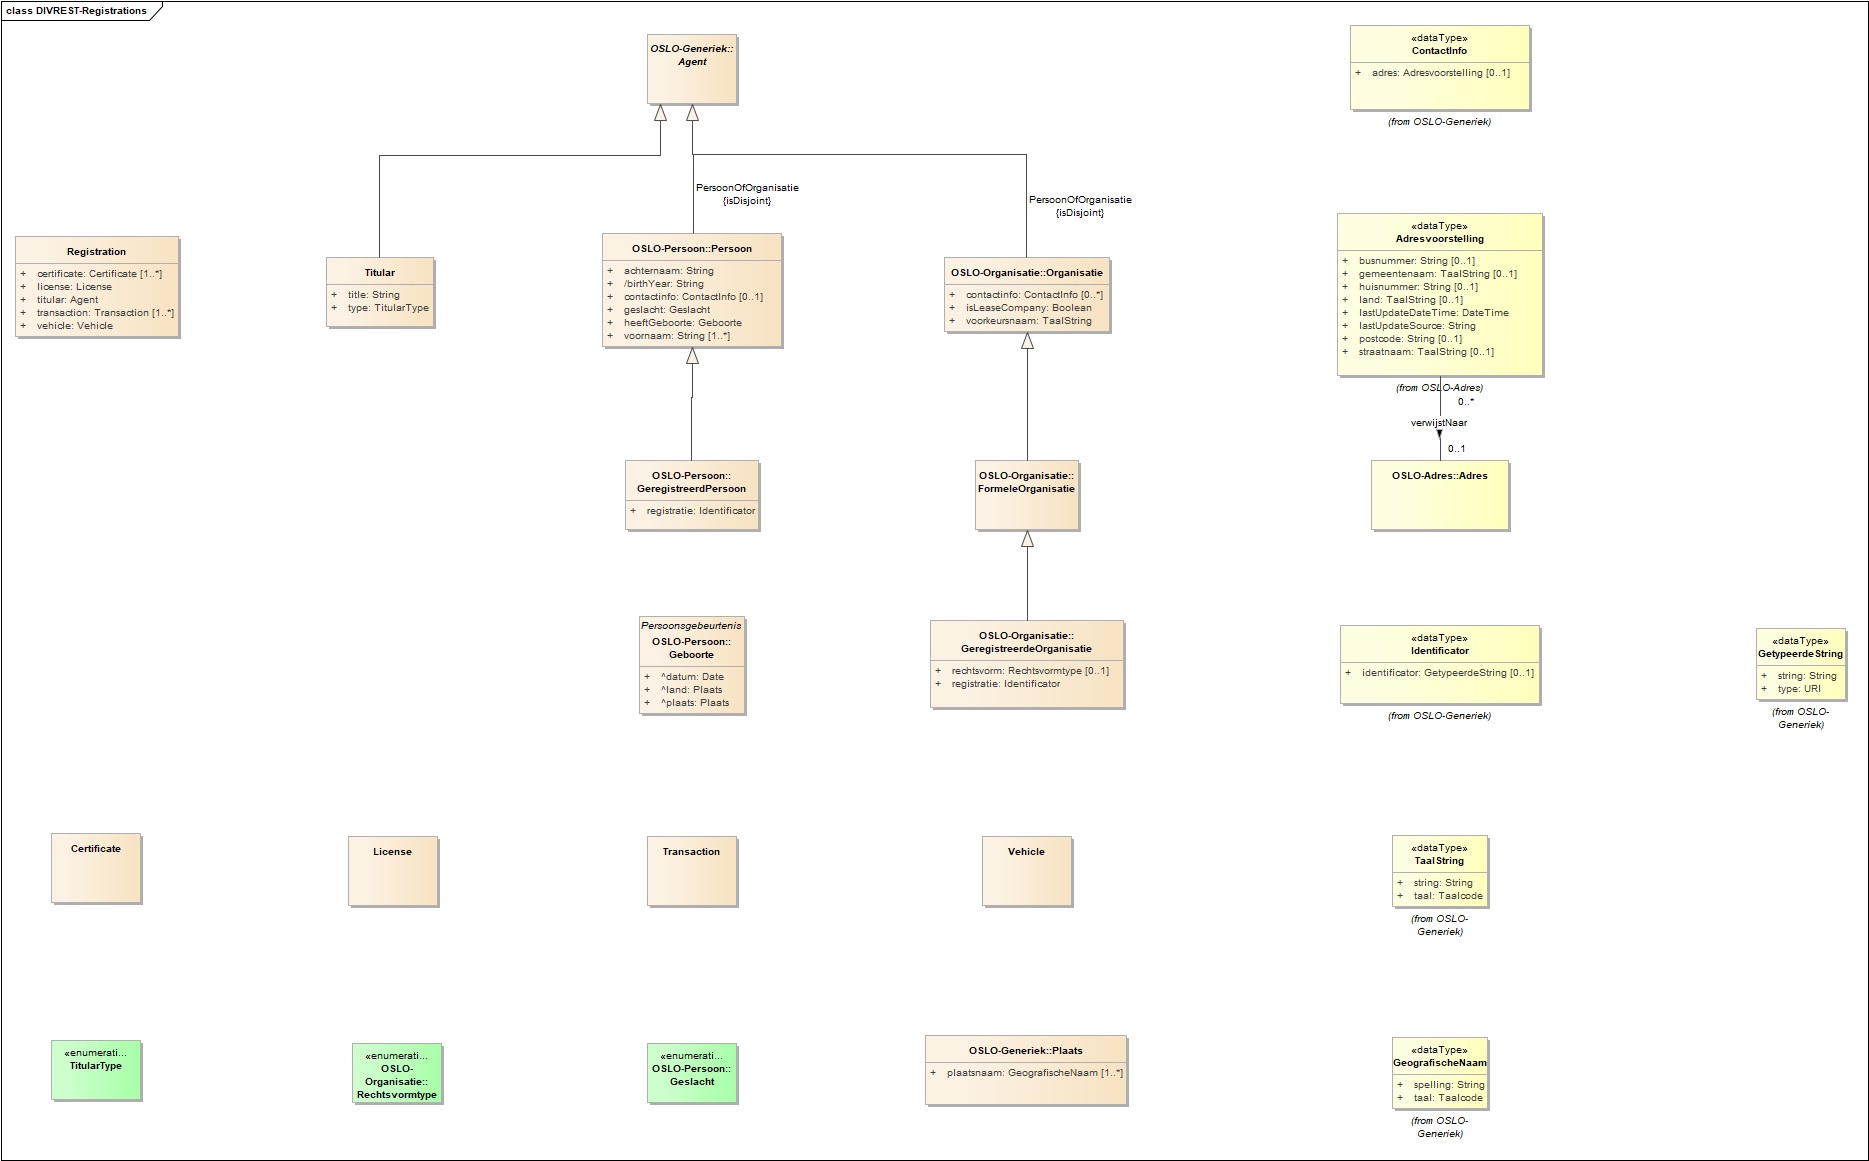 class DIVREST-Registrations
OSLO-Generiek::
Agent
«dataType»
ContactInfo
+ adres: Adresvoorstelling [0..1]
(from OSLO-Generiek)
PersoonOfOrganisatie
{isDisjoint}
PersoonOfOrganisatie
{isDisjoint}
Registration
+ certificate: Certificate [1..*]
+ license: License
+ titular: Agent
+ transaction: Transaction [1..*]
+ vehicle: Vehicle
Titular
+ title: String
+ type: TitularType
OSLO-Persoon::Persoon
+ achternaam: String
+ /birthYear: String
+ contactinfo: ContactInfo [0..1]
+ geslacht: Geslacht
+ heeftGeboorte: Geboorte
+ voornaam: String [1..*]
OSLO-Organisatie::Organisatie
+ contactinfo: ContactInfo [0..*]
+ isLeaseCompany: Boolean
+ voorkeursnaam: TaalString
«dataType»
Adresvoorstelling
+ busnummer: String [0..1]
+ gemeentenaam: TaalString [0..1]
+ huisnummer: String [0..1]
+ land: TaalString [0..1]
+ lastUpdateDateTime: DateTime
+ lastUpdateSource: String
+ postcode: String [0..1]
+ straatnaam: TaalString [0..1]
(from OSLO-Adres)
0..*
verwijstNaar
0..1
OSLO-Persoon::
GeregistreerdPersoon
+ registratie: Identificator
OSLO-Organisatie::
FormeleOrganisatie
OSLO-Adres::Adres
Persoonsgebeurtenis
OSLO-Persoon::
Geboorte
+ ^datum: Date
+ ^land: Plaats
+ ^plaats: Plaats
OSLO-Organisatie::
GeregistreerdeOrganisatie
+ rechtsvorm: Rechtsvormtype [0..1]
+ registratie: Identificator
«dataType»
Identificator
+ identificator: GetypeerdeString [0..1]
(from OSLO-Generiek)
«dataType»
GetypeerdeString
+ string: String
+ type: URI
(from OSLO-
Generiek)
Certificate
License
Transaction
Vehicle
«dataType»
TaalString
+ string: String
+ taal: Taalcode
(from OSLO-
Generiek)
«enumerati...
TitularType
«enumerati...
OSLO-
Organisatie::
Rechtsvormtype
«enumerati...
OSLO-Persoon::
Geslacht
OSLO-Generiek::Plaats
+ plaatsnaam: GeografischeNaam [1..*]
«dataType»
GeografischeNaam
+ spelling: String
+ taal: Taalcode
(from OSLO-
Generiek)